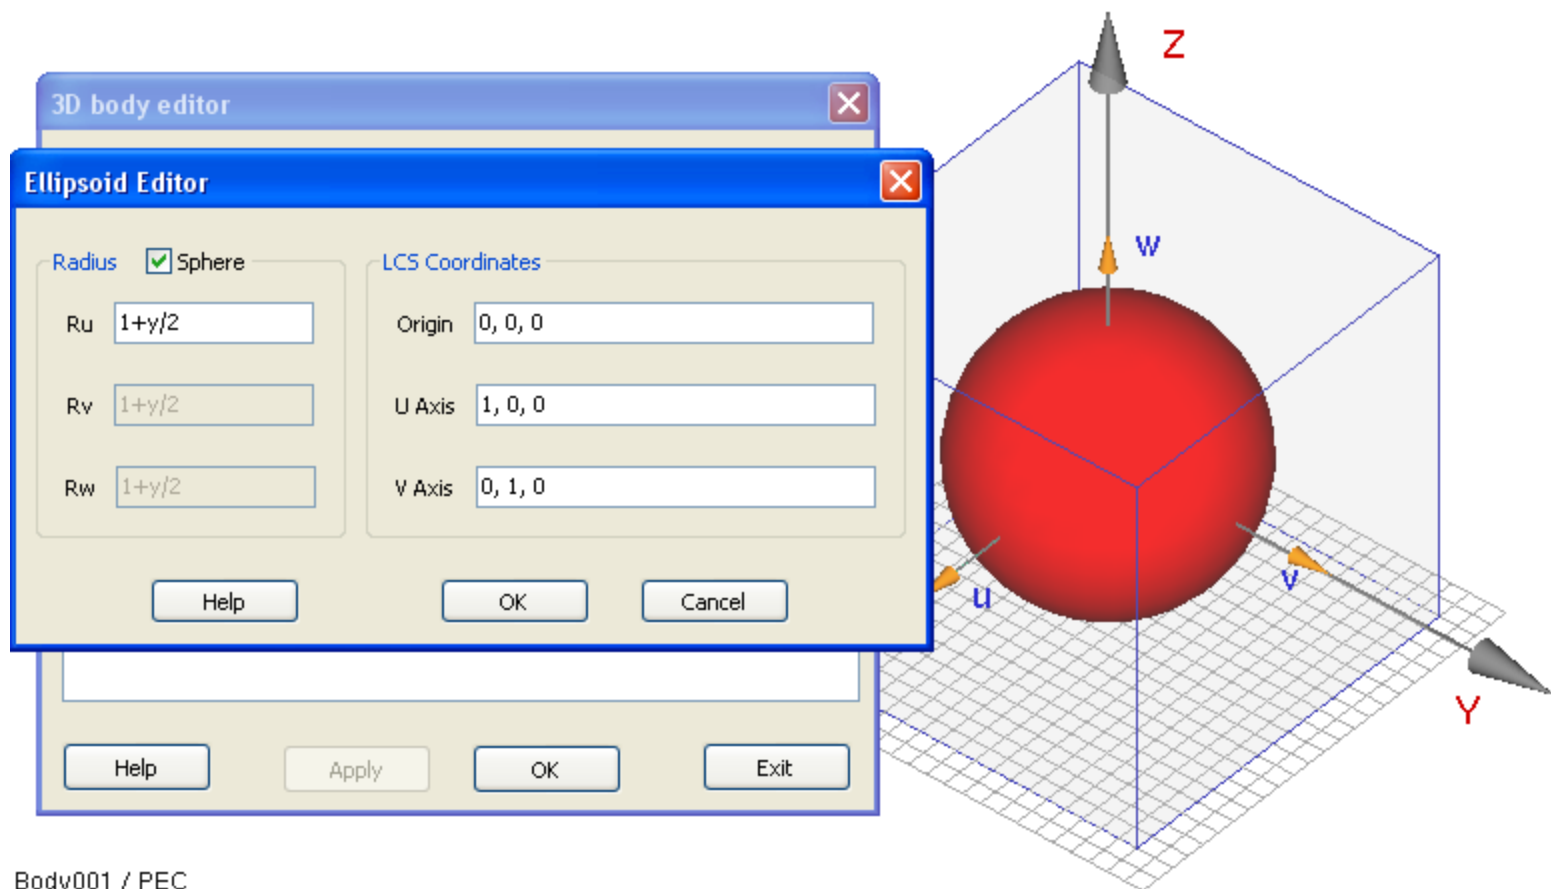 3D body editor
Ellipsoid Editor
Radius Sphere
Ru 1+y/2
Rv 1+y/2
Rw 1+y/2
LCS Coordinates
Origin 0, 0, 0
U Axis 1, 0, 0
V Axis 0, 1, 0
Help OK Cancel
Help Apply OK Exit
Z
w
u
v
Y
Body001 / PEC